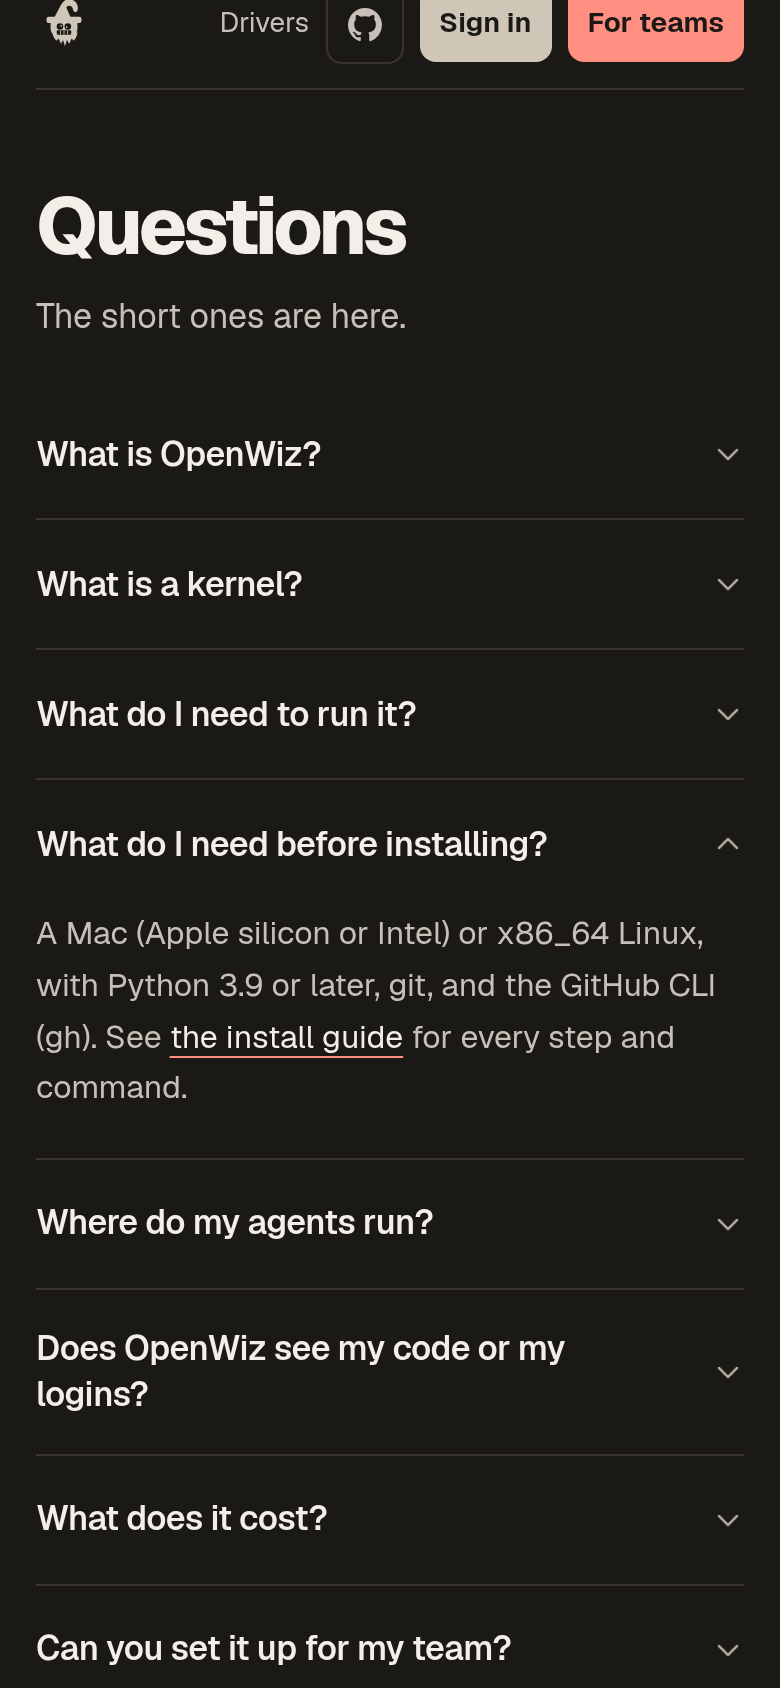 Drivers
Sign in
For teams
Questions
The short ones are here.
What is OpenWiz?
What is a kernel?
What do I need to run it?
What do I need before installing?
A Mac (Apple silicon or Intel) or x86_64 Linux,
with Python 3.9 or later, git, and the GitHub CLI
(gh). See the install guide for every step and
command.
Where do my agents run?
Does OpenWiz see my code or my
logins?
What does it cost?
Can you set it up for my team?